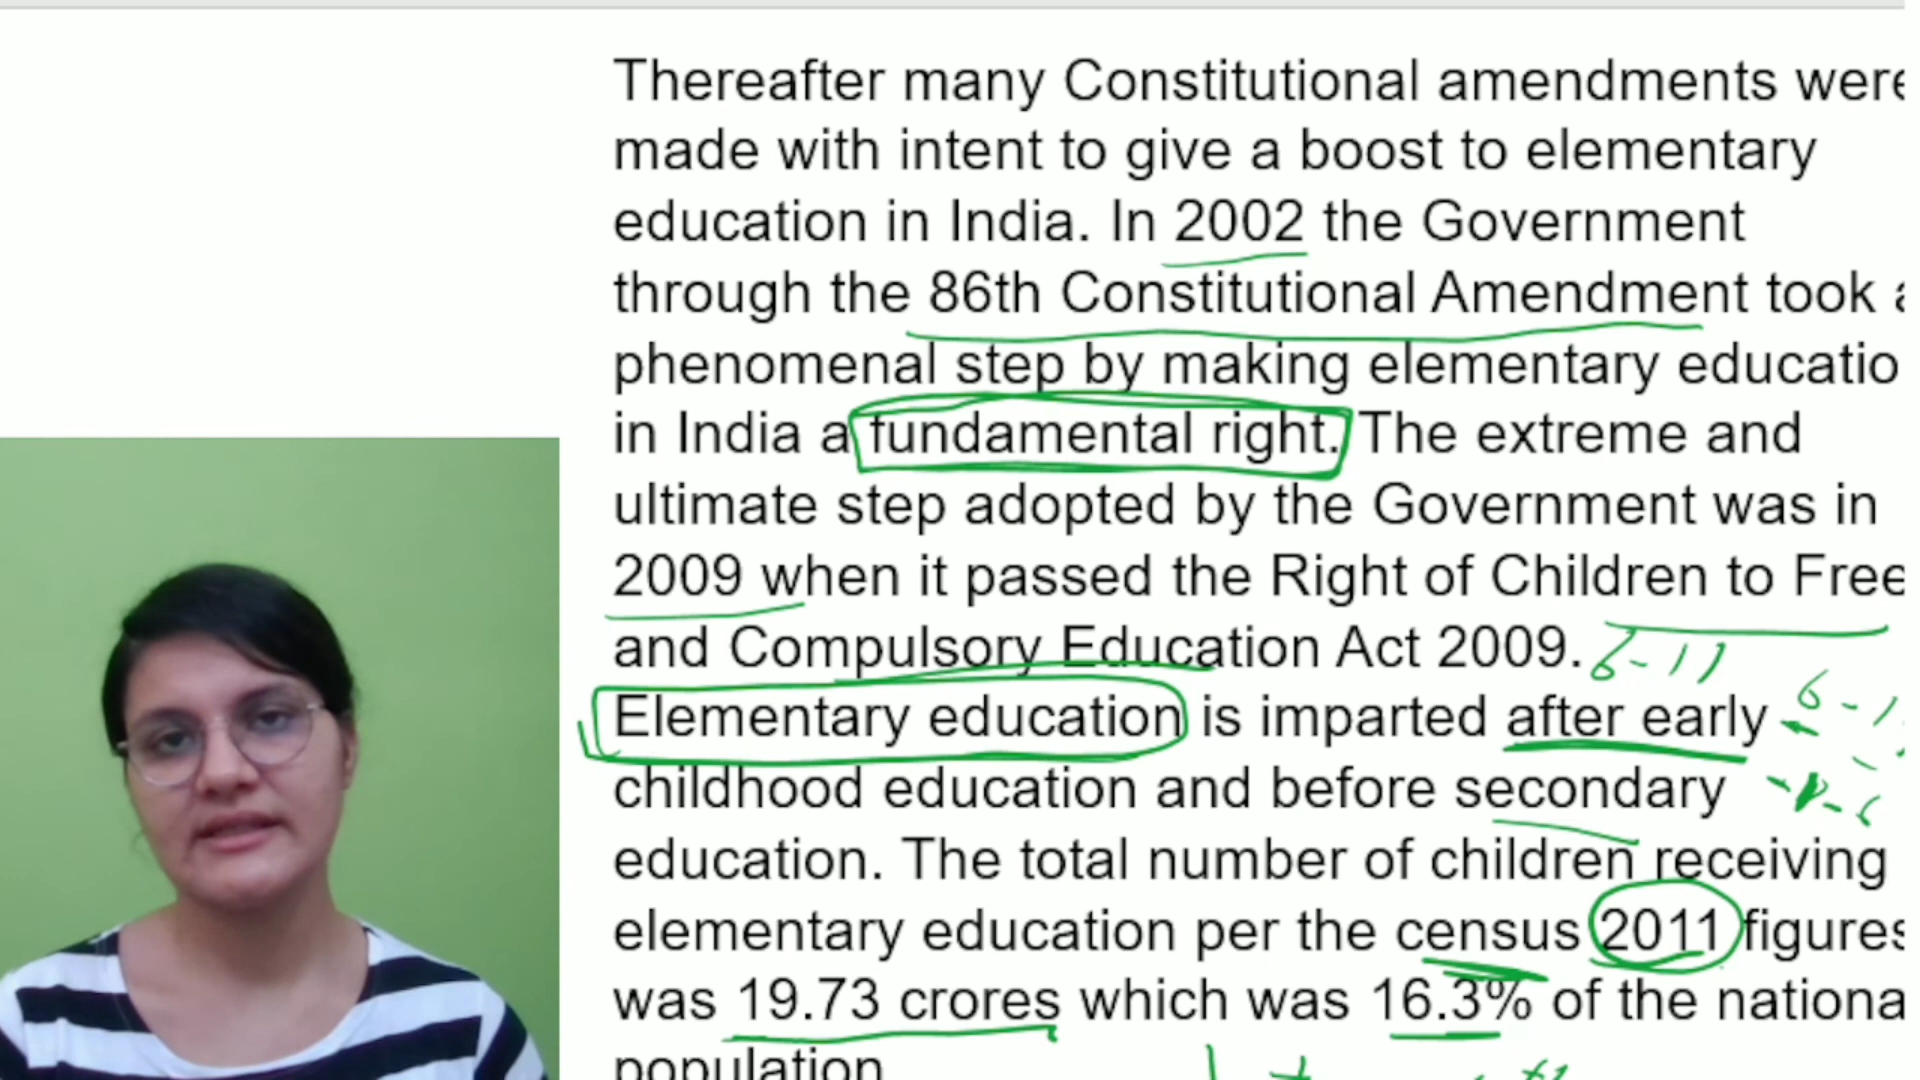 Thereafter many Constitutional amendments were
made with intent to give a boost to elementary
education in India. In 2002 the Government
through the 86th Constitutional Amendment took a
phenomenal step by making elementary educatio
in India a fundamental right. The extreme and
ultimate step adopted by the Government was in
2009 when it passed the Right of Children to Free
and Compulsory Education Act 2009.
6-11
Elementary education is imparted after early
childhood education and before secondary
education. The total number of children receiving
elementary education per the census 2011 figures
was 19.73 crores which was 16.3% of the nationa
population